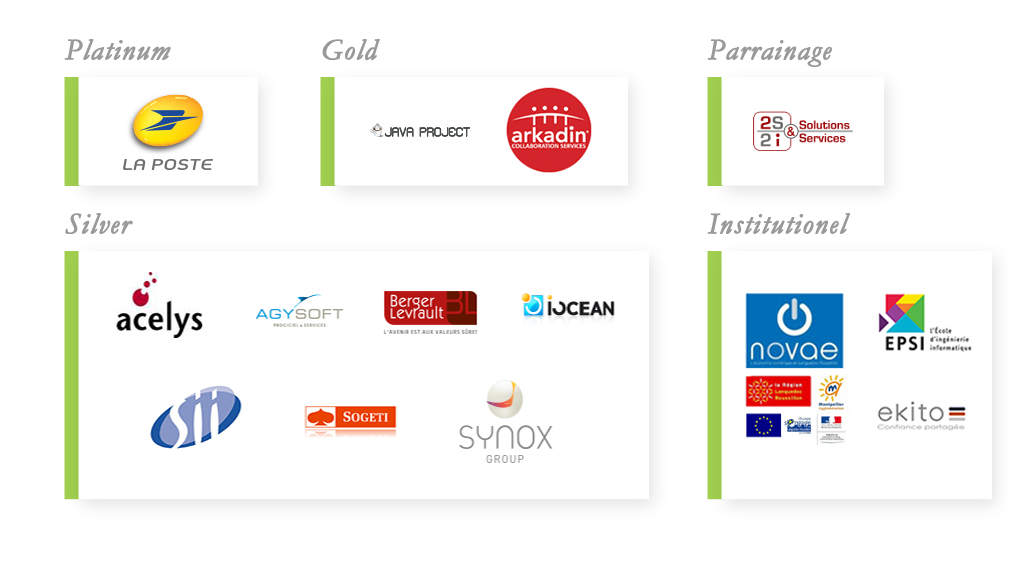 Platinum
LA POSTE
Gold
JAVA PROJECT
arkadin
COLLABORATION SERVICES
Parrainage
2S
2i
&
Solutions
Services
Silver
acelys
AGYSOFT
PROGICIEL & SERVICES
Berger
Levrault
BL
L'AVENIR EST AUX VALEURS SÛRES
iOCEAN
SOGETI
SYNOX
GROUP
Institutionel
novae
la Région
Languedoc
Roussillon
m
Montpellier
Agglomération
EPSI
l'École
d'ingénierie
informatique
ekito
Confiance partagée